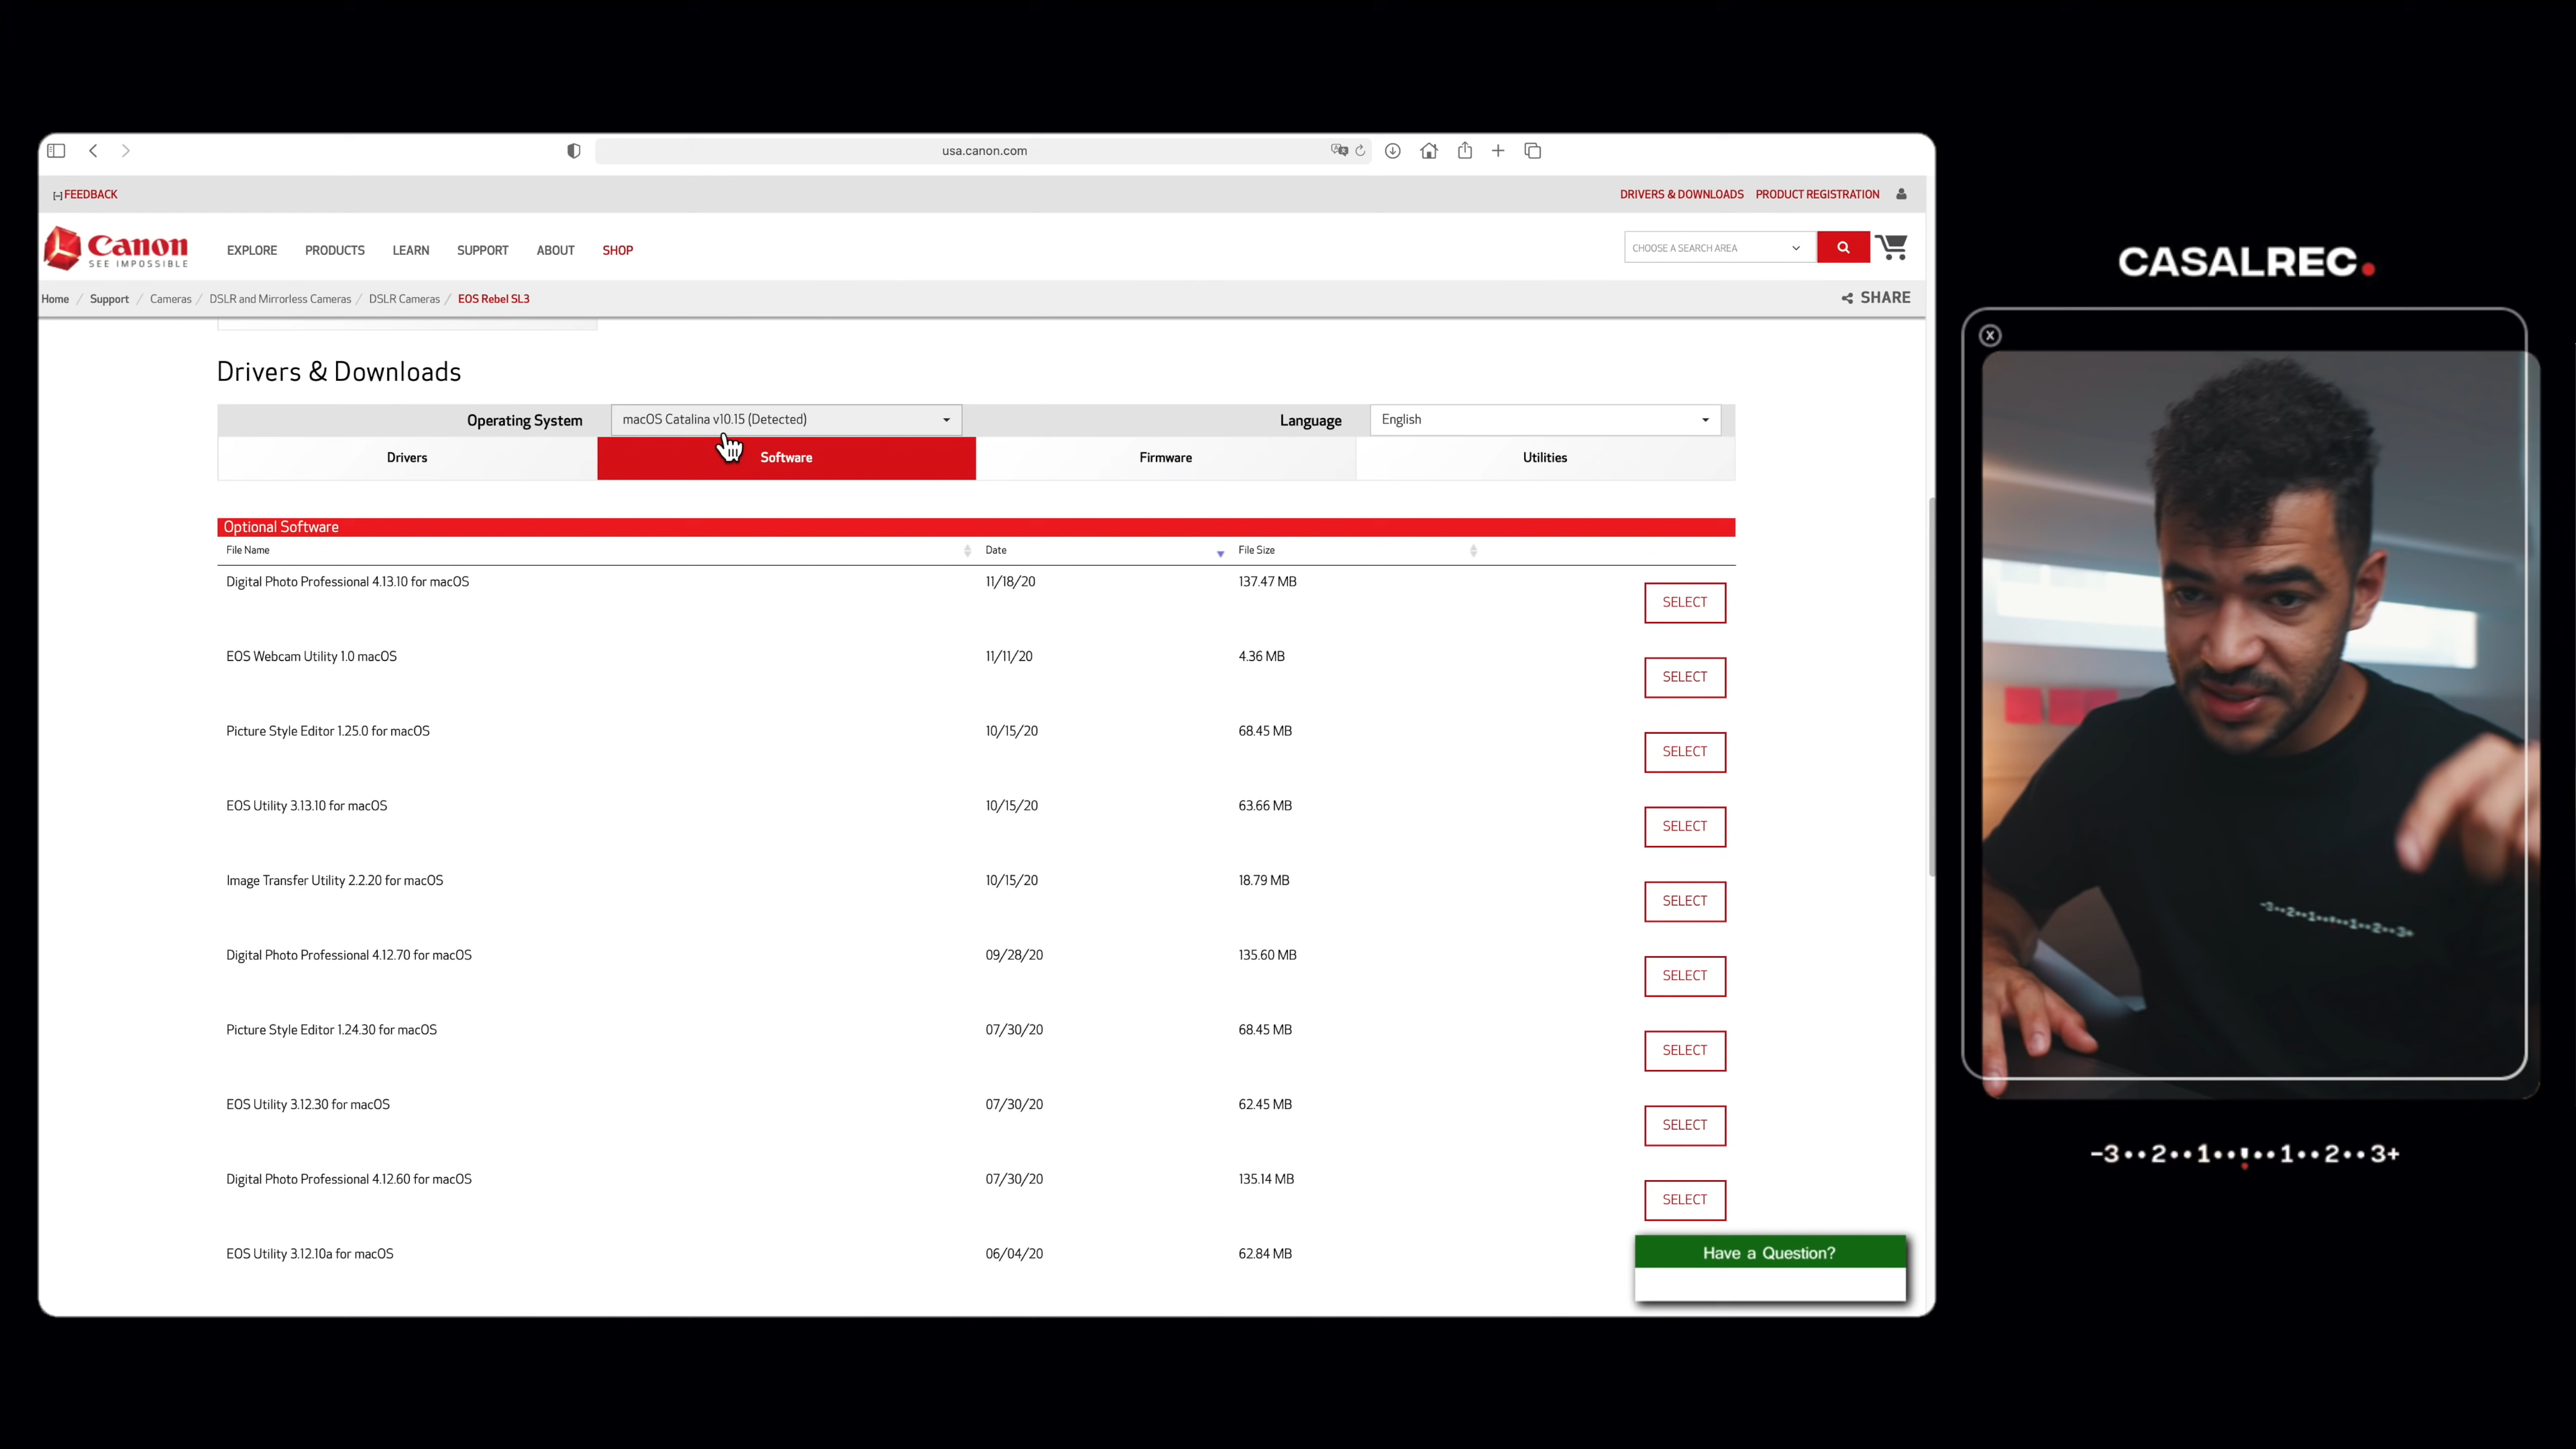 usa.canon.com
[-] FEEDBACK
DRIVERS & DOWNLOADS PRODUCT REGISTRATION
Canon
SEE IMPOSSIBLE
EXPLORE PRODUCTS LEARN SUPPORT ABOUT SHOP
CHOOSE A SEARCH AREA
Home / Support / Cameras / DSLR and Mirrorless Cameras / DSLR Cameras / EOS Rebel SL3
SHARE
Drivers & Downloads
Operating System macOS Catalina v10.15 (Detected) Language English
Drivers Software Firmware Utilities
Optional Software
File Name Date File Size
Digital Photo Professional 4.13.10 for macOS 11/18/20 137.47 MB SELECT
EOS Webcam Utility 1.0 macOS 11/11/20 4.36 MB SELECT
Picture Style Editor 1.25.0 for macOS 10/15/20 68.45 MB SELECT
EOS Utility 3.13.10 for macOS 10/15/20 63.66 MB SELECT
Image Transfer Utility 2.2.20 for macOS 10/15/20 18.79 MB SELECT
Digital Photo Professional 4.12.70 for macOS 09/28/20 135.60 MB SELECT
Picture Style Editor 1.24.30 for macOS 07/30/20 68.45 MB SELECT
EOS Utility 3.12.30 for macOS 07/30/20 62.45 MB SELECT
Digital Photo Professional 4.12.60 for macOS 07/30/20 135.14 MB SELECT
EOS Utility 3.12.10a for macOS 06/04/20 62.84 MB
Have a Question?
CASALREC.
-3••2••1••!••1••2••3+
-3••2••1•••••1••2••3+